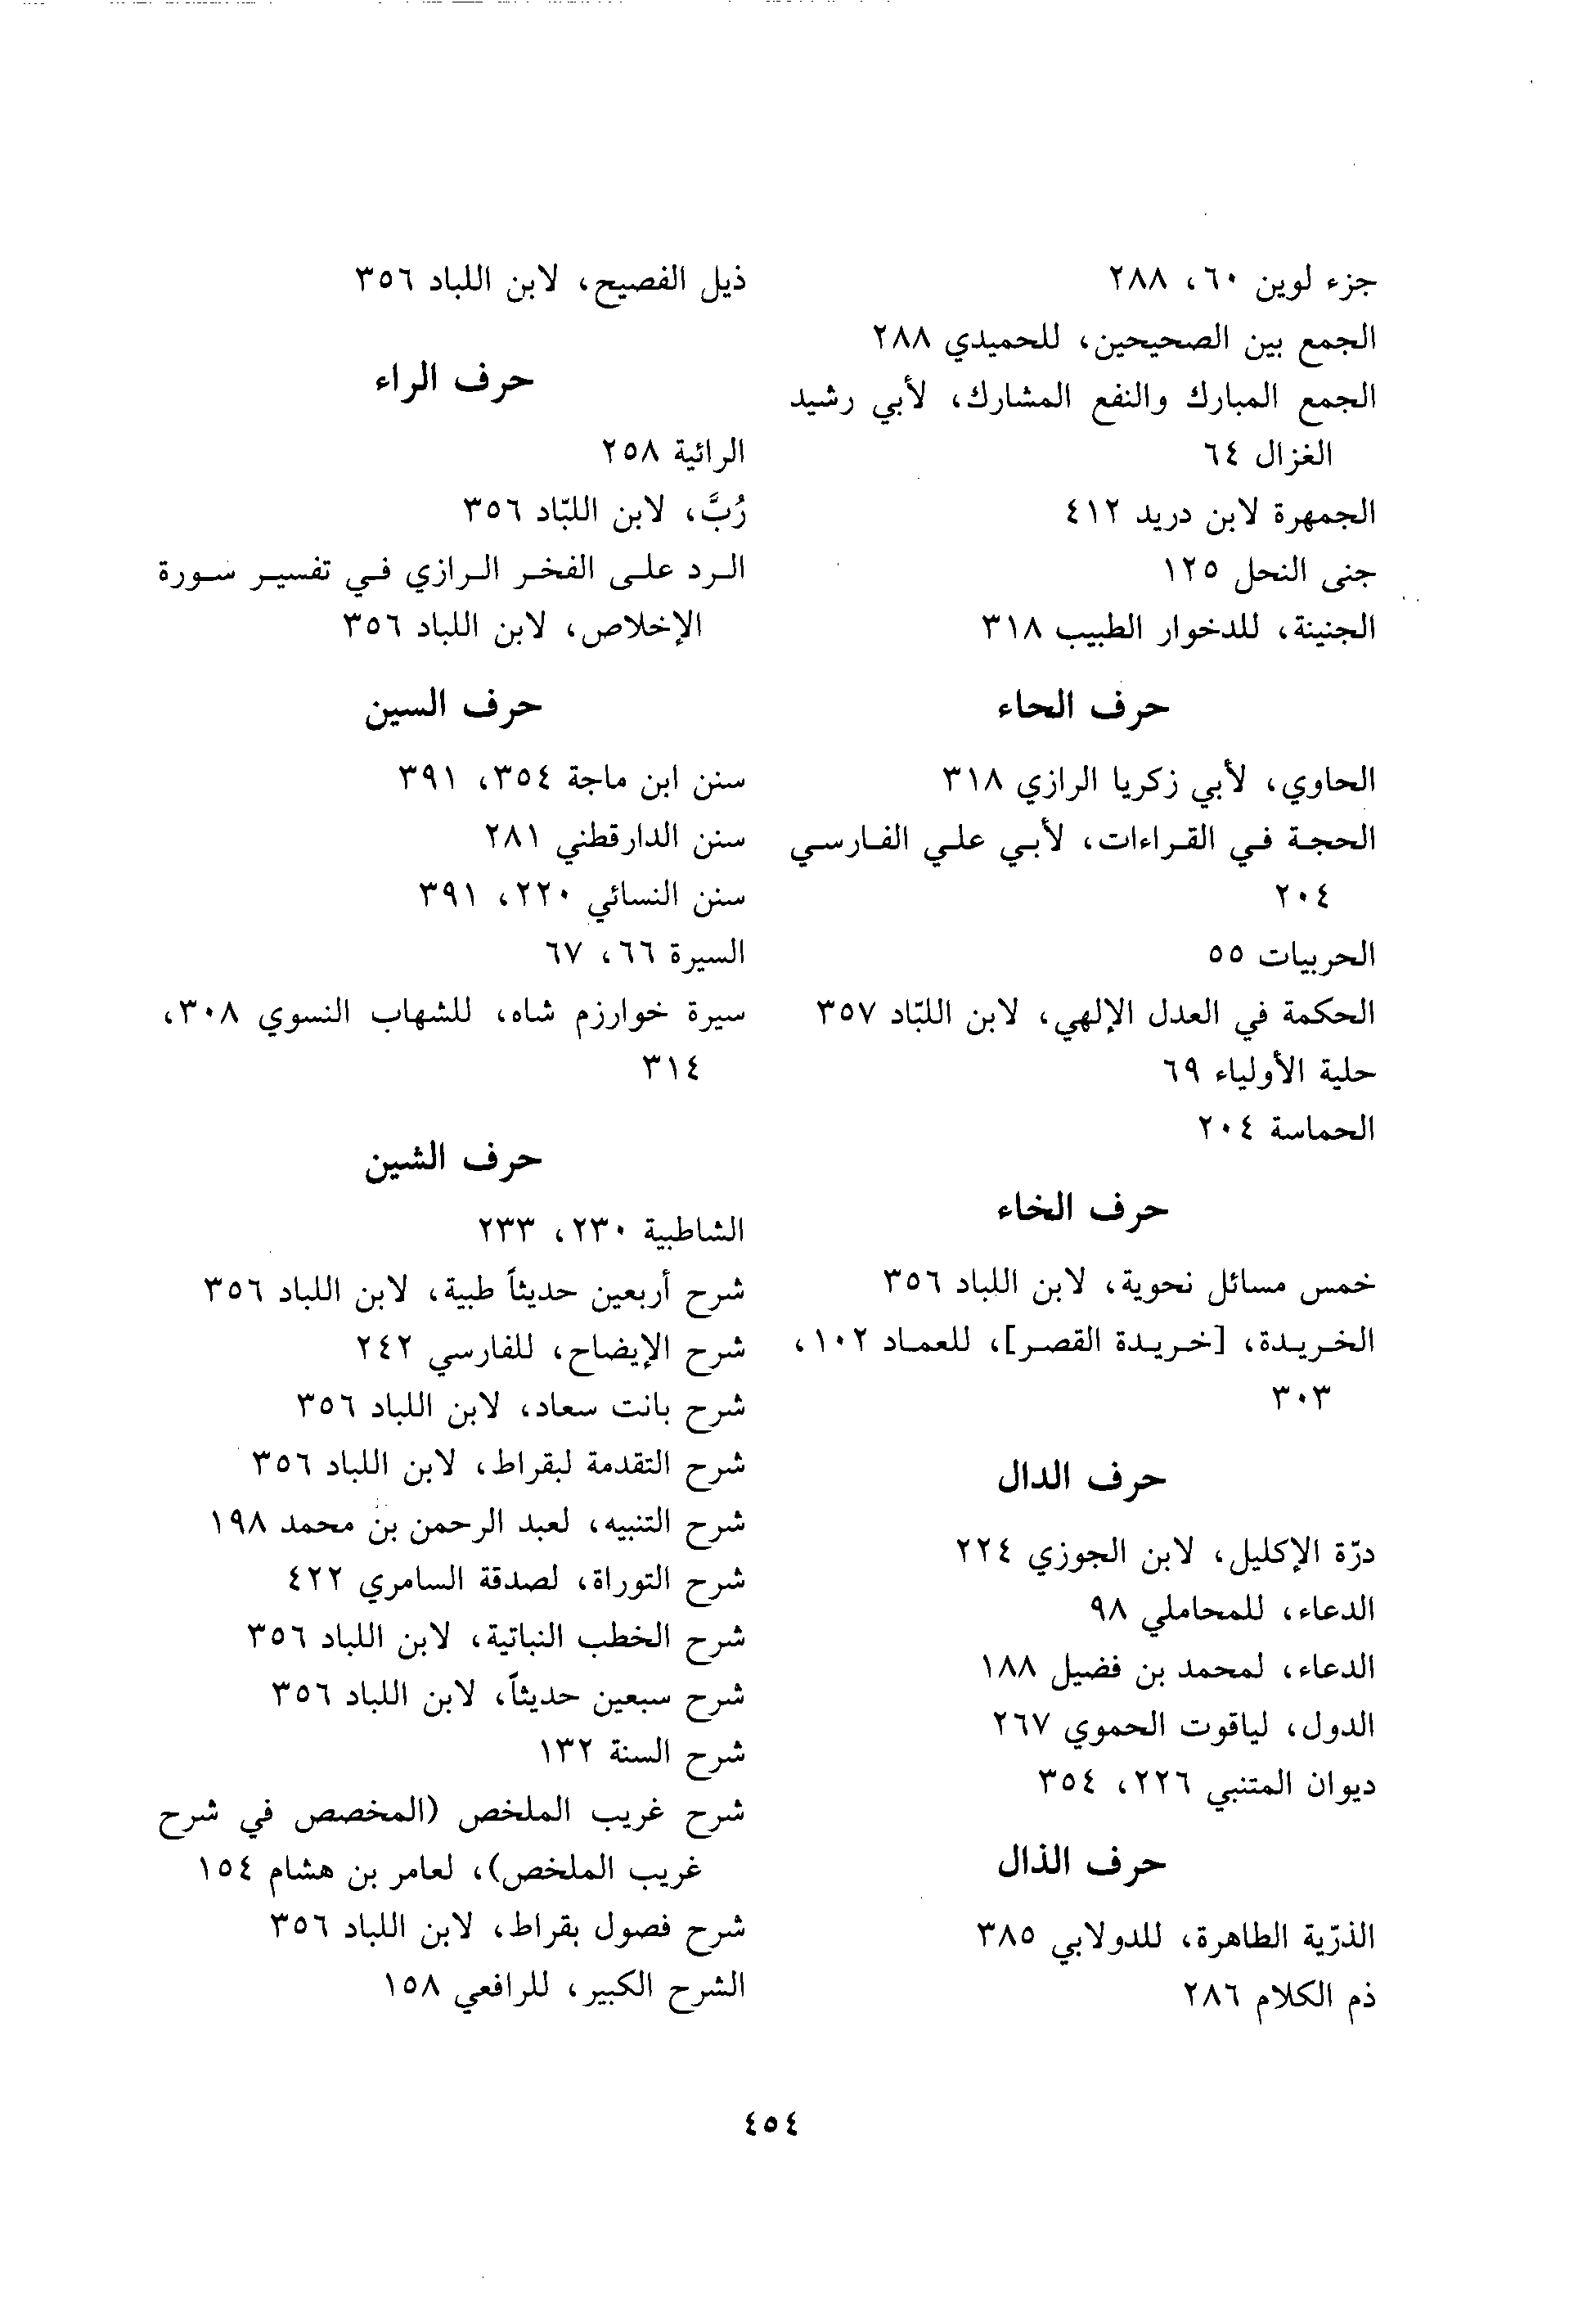 جزء لوين ٦٠، ٢٨٨
الجمع بين الصحيحين، للحميدي ٢٨٨
الجمع المبارك والنفع المشارك، لأبي رشيد
الغزال ٦٤
الجمهرة لابن دريد ٤١٢
جنى النحل ١٢٥
الجنينة، للدخوار الطبيب ٣١٨
حرف الحاء
الحاوي، لأبي زكريا الرازي ٣١٨
الحجة في القراءات، لأبي علي الفارسي
٢٠٤
الحربيات ٥٥
الحكمة في العدل الإلهي، لابن اللبّاد ٣٥٧
حلية الأولياء ٦٩
الحماسة ٢٠٤
حرف الخاء
خمس مسائل نحوية، لابن اللباد ٣٥٦
الخريدة، [خريدة القصر]، للعماد ١٠٢،
٣٠٣
حرف الدال
درّة الإكليل، لابن الجوزي ٢٢٤
الدعاء، للمحاملي ٩٨
الدعاء، لمحمد بن فضيل ١٨٨
الدول، لياقوت الحموي ٢٦٧
ديوان المتنبي ٢٢٦، ٣٥٤
حرف الذال
الذرّية الطاهرة، للدولابي ٣٨٥
ذم الكلام ٢٨٦
ذيل الفصيح، لابن اللباد ٣٥٦
حرف الراء
الرائية ٢٥٨
رُبَّ، لابن اللبّاد ٣٥٦
الرد على الفخر الرازي في تفسير سورة
الإخلاص، لابن اللباد ٣٥٦
حرف السين
سنن ابن ماجة ٣٥٤، ٣٩١
سنن الدارقطني ٢٨١
سنن النسائي ٢٢٠، ٣٩١
السيرة ٦٦، ٦٧
سيرة خوارزم شاه، للشهاب النسوي ٣٠٨،
٣١٤
حرف الشين
الشاطبية ٢٣٠، ٢٣٣
شرح أربعين حديثاً طبية، لابن اللباد ٣٥٦
شرح الإيضاح، للفارسي ٢٤٢
شرح بانت سعاد، لابن اللباد ٣٥٦
شرح التقدمة لبقراط، لابن اللباد ٣٥٦
شرح التنبيه، لعبد الرحمن بن محمد ١٩٨
شرح التوراة، لصدقة السامري ٤٢٢
شرح الخطب النباتية، لابن اللباد ٣٥٦
شرح سبعين حديثاً، لابن اللباد ٣٥٦
شرح السنة ١٣٢
شرح غريب الملخص (المخصص في شرح
غريب الملخص)، لعامر بن هشام ١٥٤
شرح فصول بقراط، لابن اللباد ٣٥٦
الشرح الكبير، للرافعي ١٥٨
٤٥٤